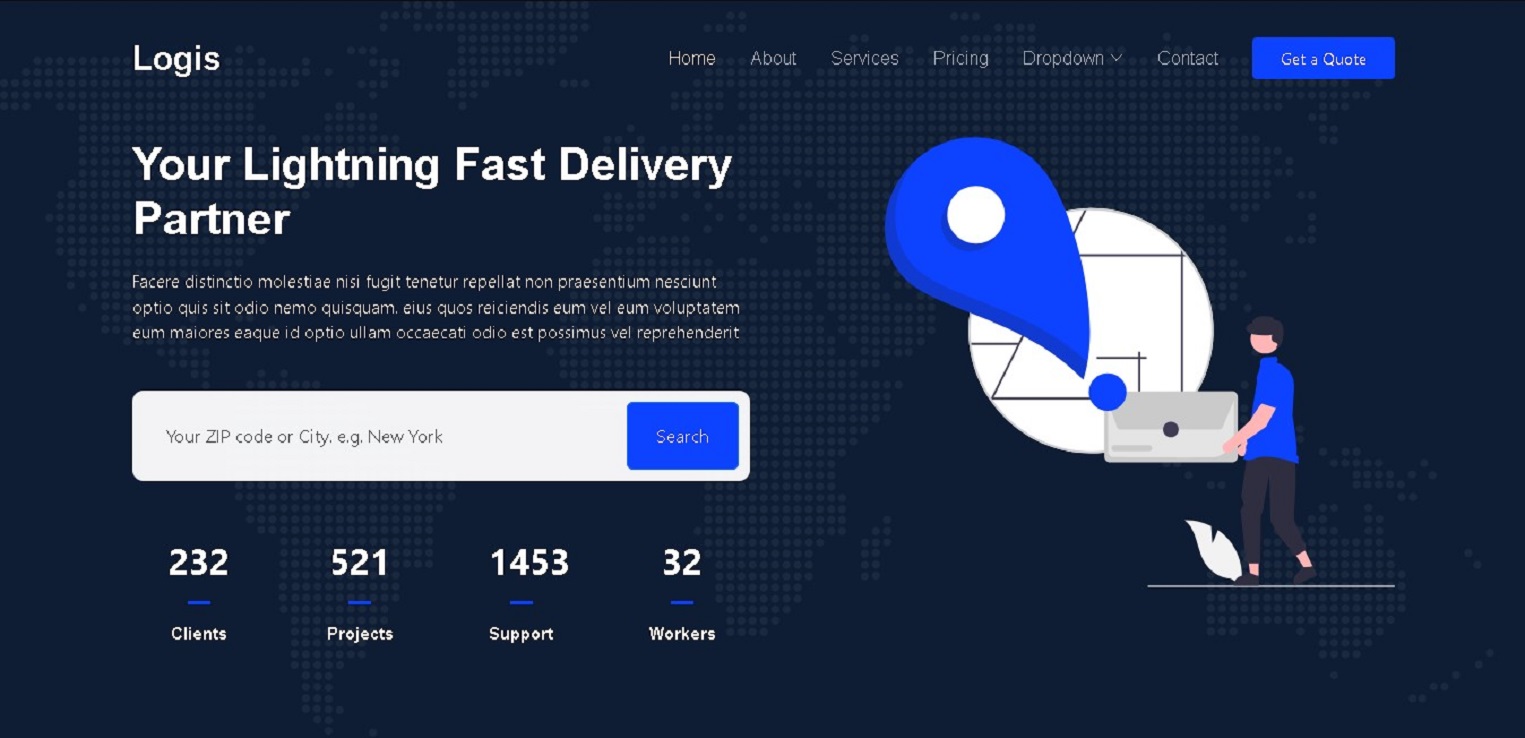 Logis
Home About Services Pricing Dropdown Contact Get a Quote
Your Lightning Fast Delivery
Partner
Facere distinctio molestiae nisi fugit tenetur repellat non praesentium nesciunt
optio quis sit odio nemo quisquam. eius quos reiciendis eum vel eum voluptatem
eum maiores eaque id optio ullam occaecati odio est possimus vel reprehenderit
Your ZIP code or City. e.g. New York Search
232 521 1453 32
Clients Projects Support Workers